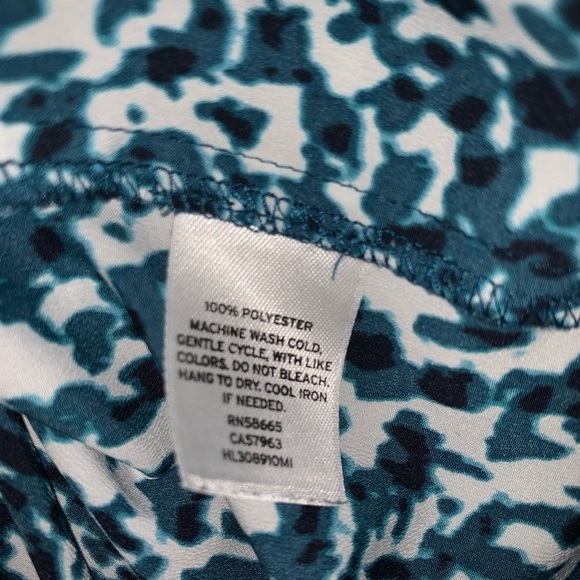 100% POLYESTER
MACHINE WASH COLD,
GENTLE CYCLE, WITH LIKE
COLORS. DO NOT BLEACH.
HANG TO DRY. COOL IRON
IF NEEDED.
RN58665
CA57963
HL308910MI